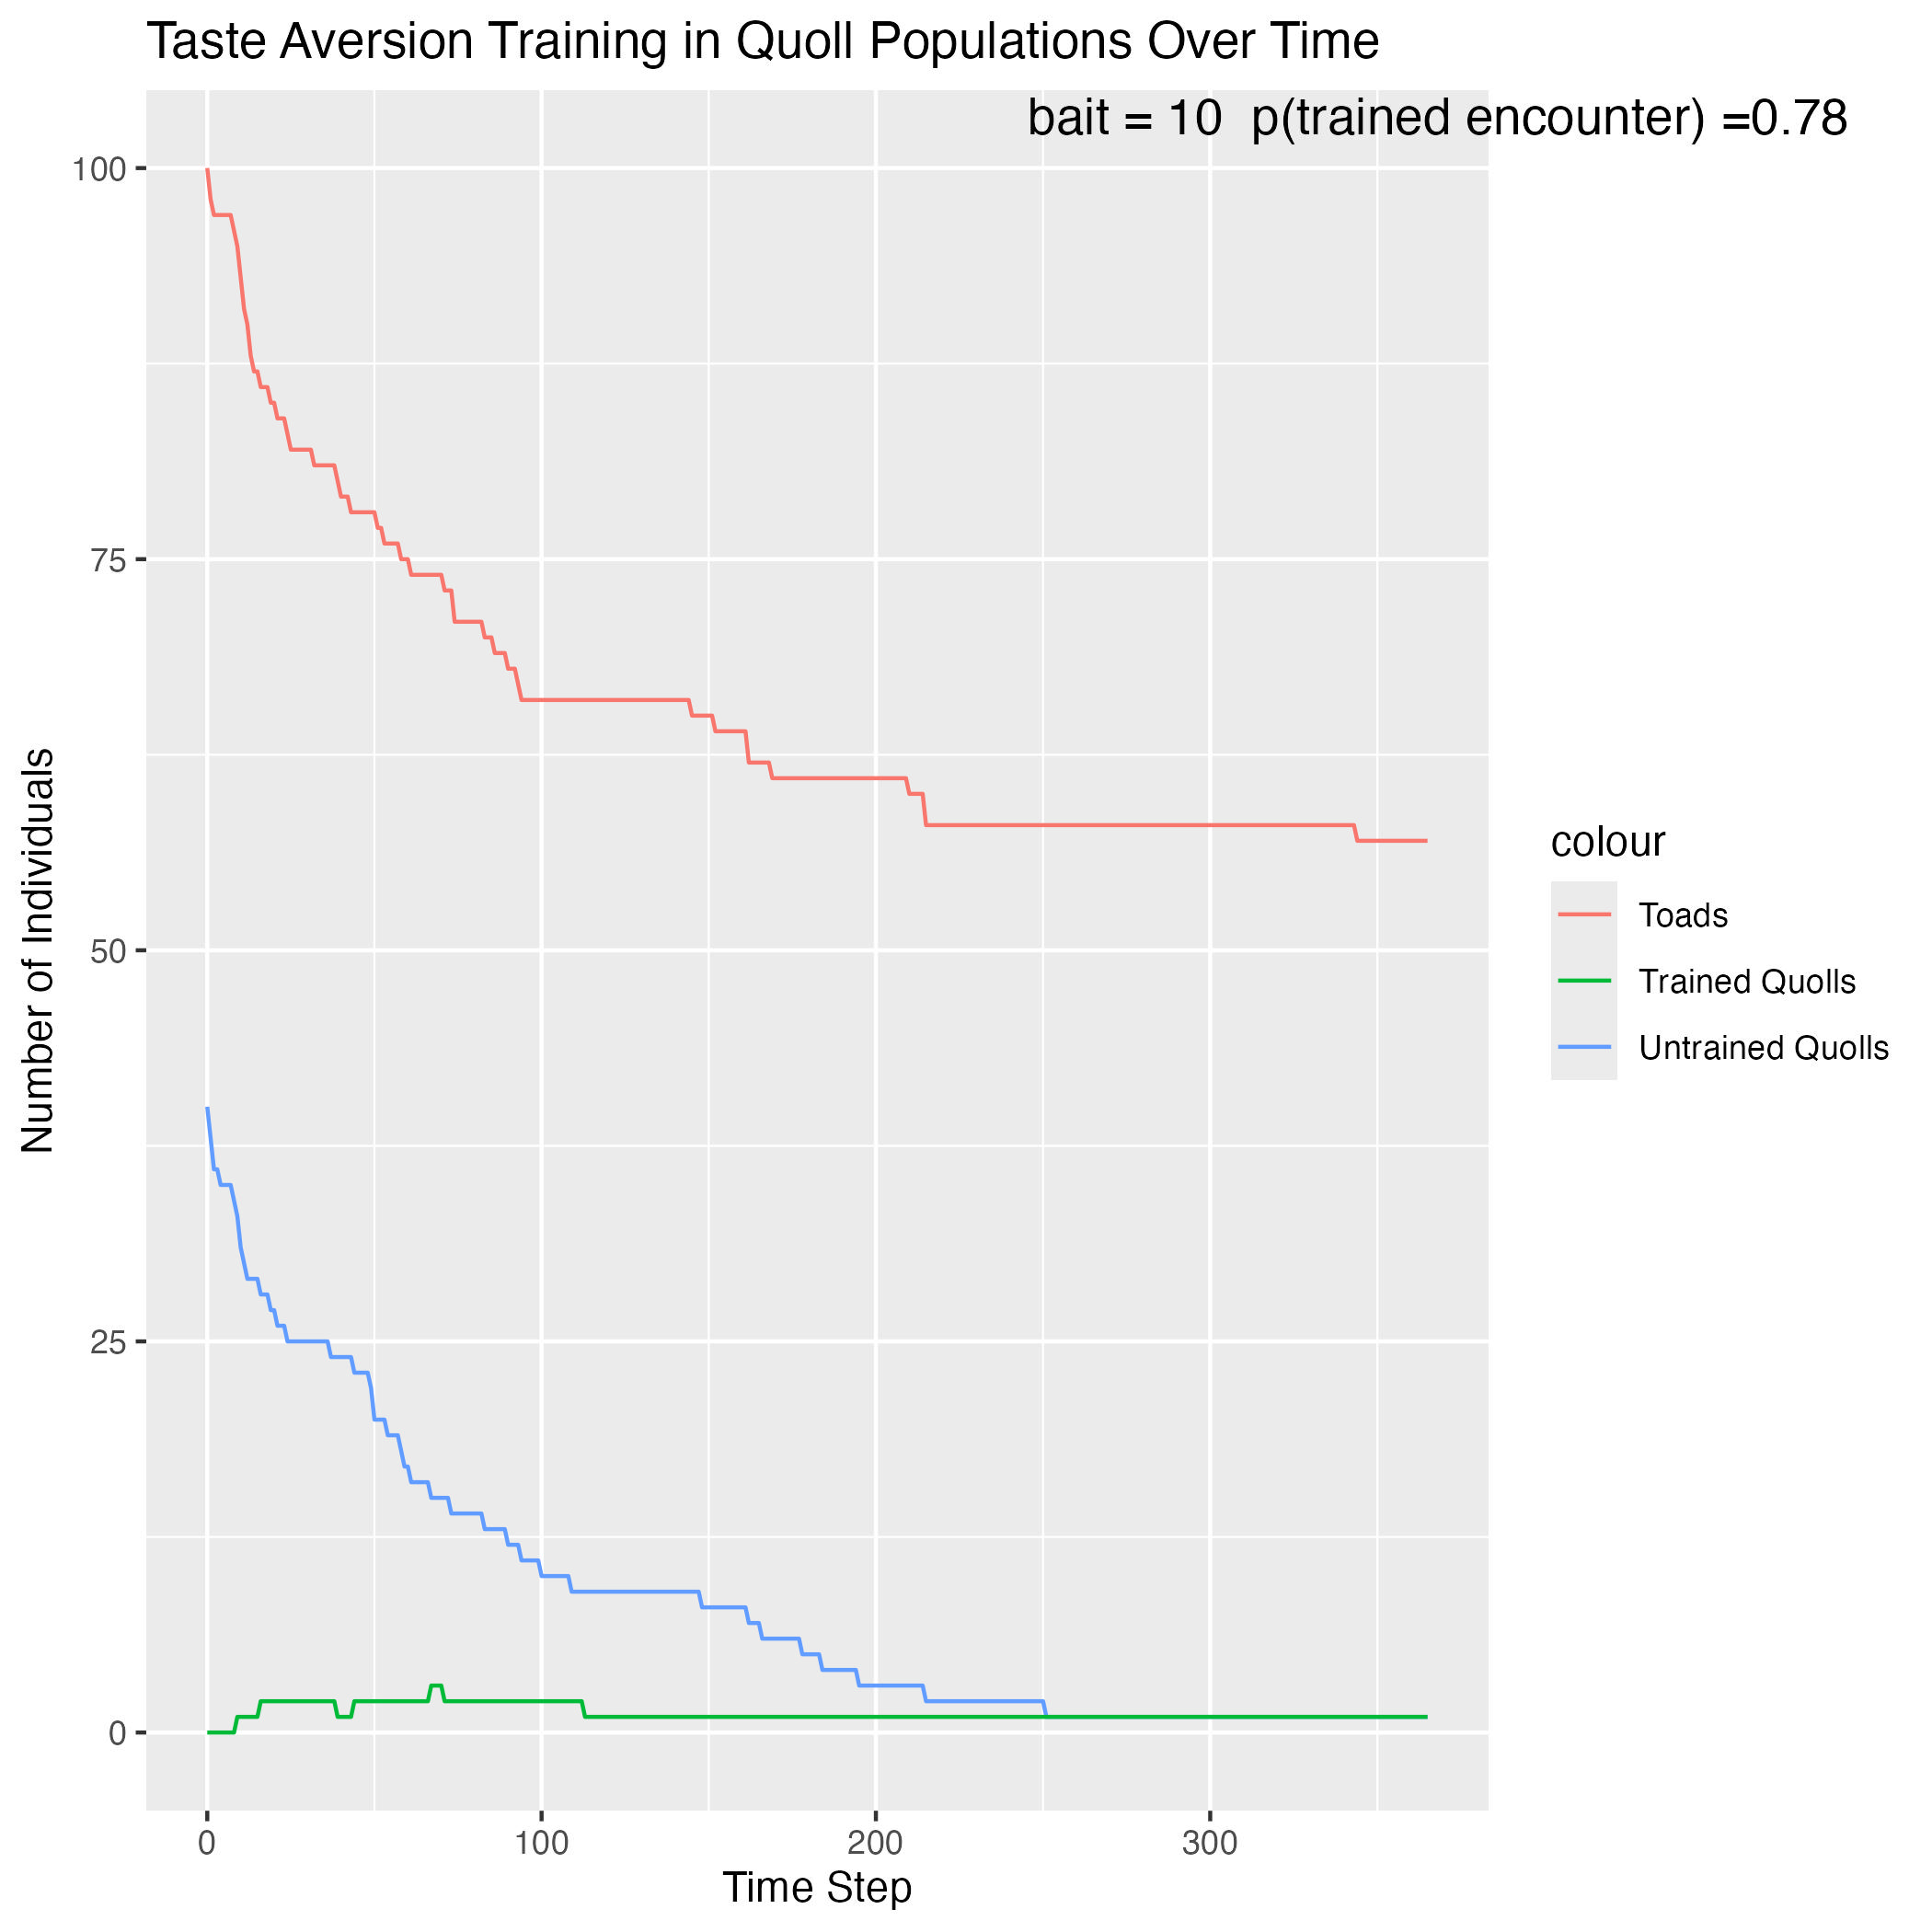 Taste Aversion Training in Quoll Populations Over Time
bait = 10  p(trained encounter) =0.78
100
75
50
25
0
Number of Individuals
0
100
200
300
Time Step
colour
Toads
Trained Quolls
Untrained Quolls